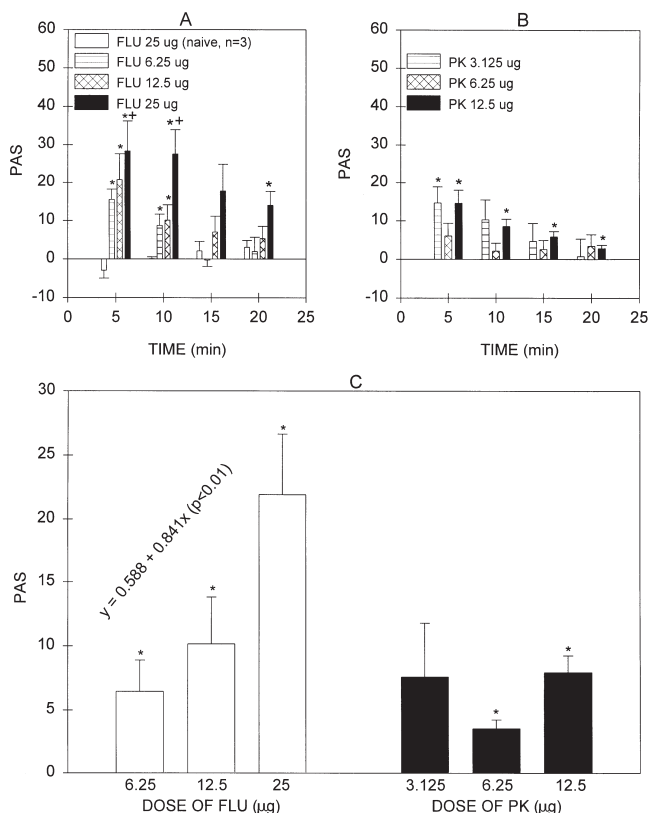 A
60
50
40
30
20
10
0
-10
PAS
FLU 25 ug (naive, n=3)
FLU 6.25 ug
FLU 12.5 ug
FLU 25 ug
* * *+
* * *+
*
0 5 10 15 20 25
TIME (min)
B
60
50
40
30
20
10
0
-10
PAS
PK 3.125 ug
PK 6.25 ug
PK 12.5 ug
* *
*
*
*
0 5 10 15 20 25
TIME (min)
C
30
25
20
15
10
5
0
PAS
y = 0.588 + 0.841x (p<0.01)
* * *
* *
6.25 12.5 25
DOSE OF FLU (μg)
3.125 6.25 12.5
DOSE OF PK (μg)